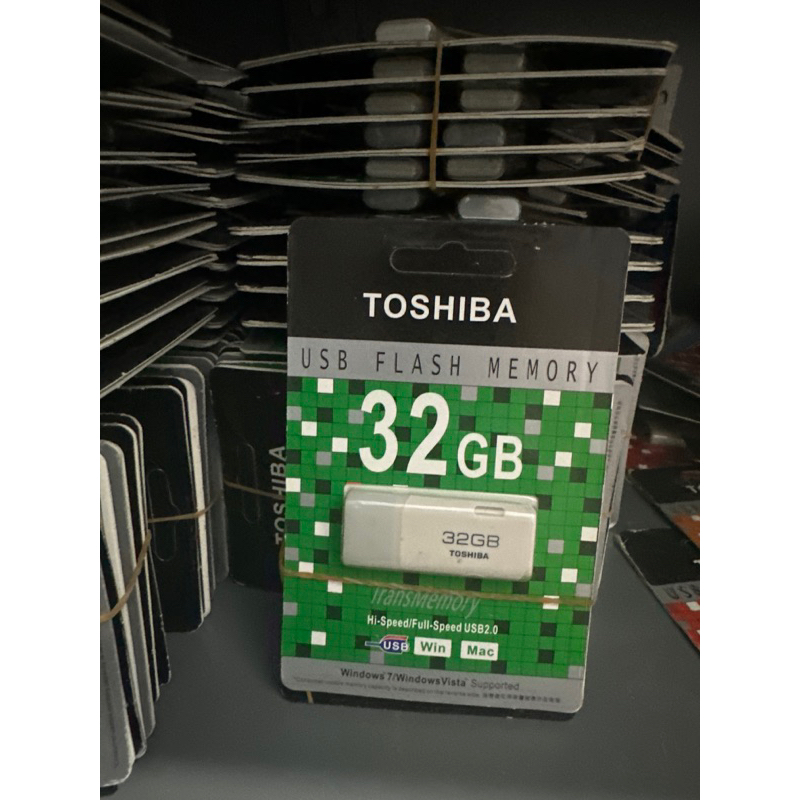 TOSHIBA
USB FLASH MEMORY
32GB
32GB
TOSHIBA
TransMemory
Hi-Speed/Full-Speed USB2.0
USB Win Mac
Windows 7/Windows Vista Supported
TOSHIBA
USB